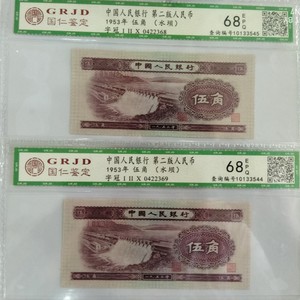 GRJD
国仁鉴定
中国人民银行 第二版人民币
1953年 伍角 (水坝)
字冠 I II X 0422368
68 EPQ
查询编号10133545
中国人民银行
伍角
GRJD
国仁鉴定
中国人民银行 第二版人民币
1953年 伍角 (水坝)
字冠 I II X 0422369
68 EPQ
查询编号10133544
中国人民银行
伍角